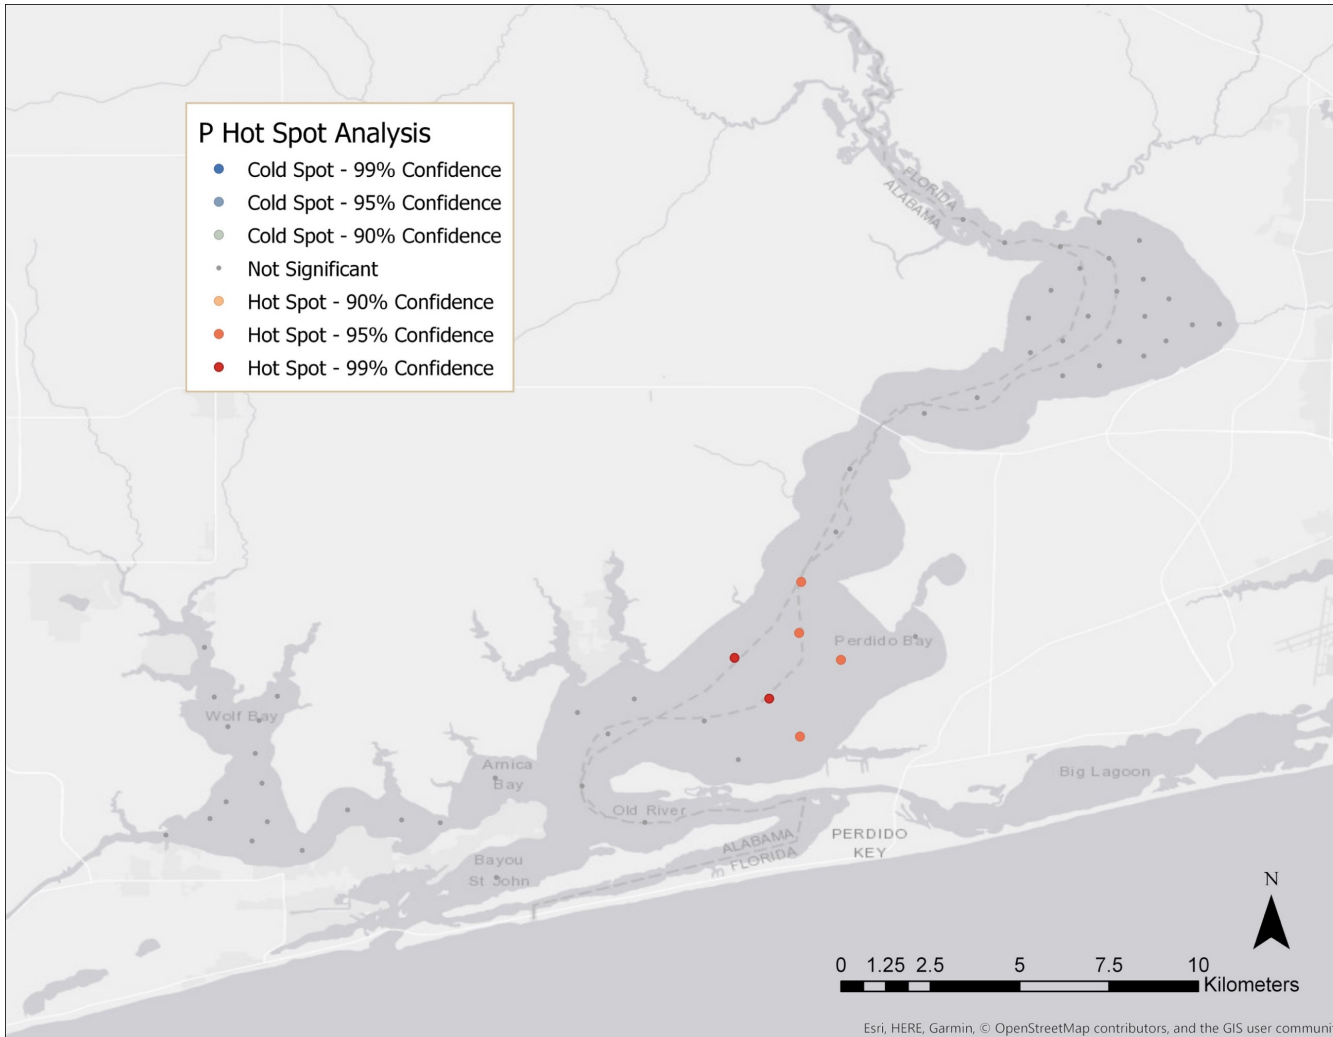 P Hot Spot Analysis
Cold Spot - 99% Confidence
Cold Spot - 95% Confidence
Cold Spot - 90% Confidence
Not Significant
Hot Spot - 90% Confidence
Hot Spot - 95% Confidence
Hot Spot - 99% Confidence
FLORIDA
ALABAMA
Perdido Bay
Wolf Bay
Arnica
Bay
Big Lagoon
Old River
ALABAMA
FLORIDA
PERDIDO
KEY
Bayou
St John
N
0 1.25 2.5 5 7.5 10
Kilometers
Esri, HERE, Garmin, © OpenStreetMap contributors, and the GIS user communi